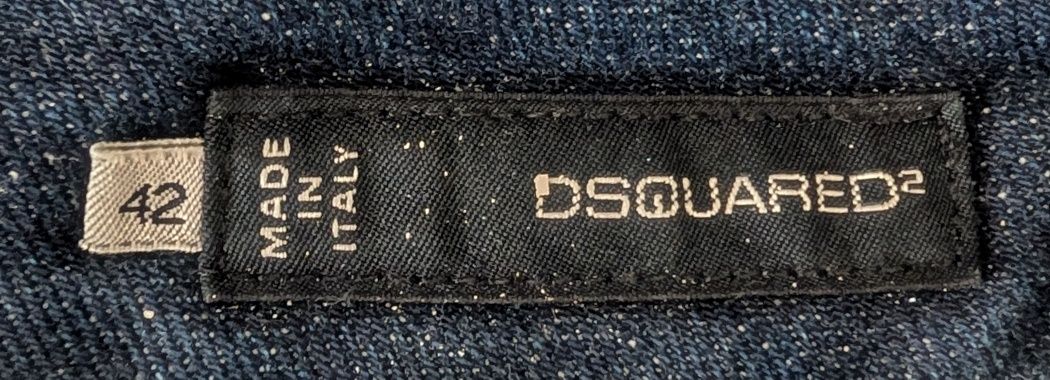 42
MADE
IN
ITALY
DSQUARED²